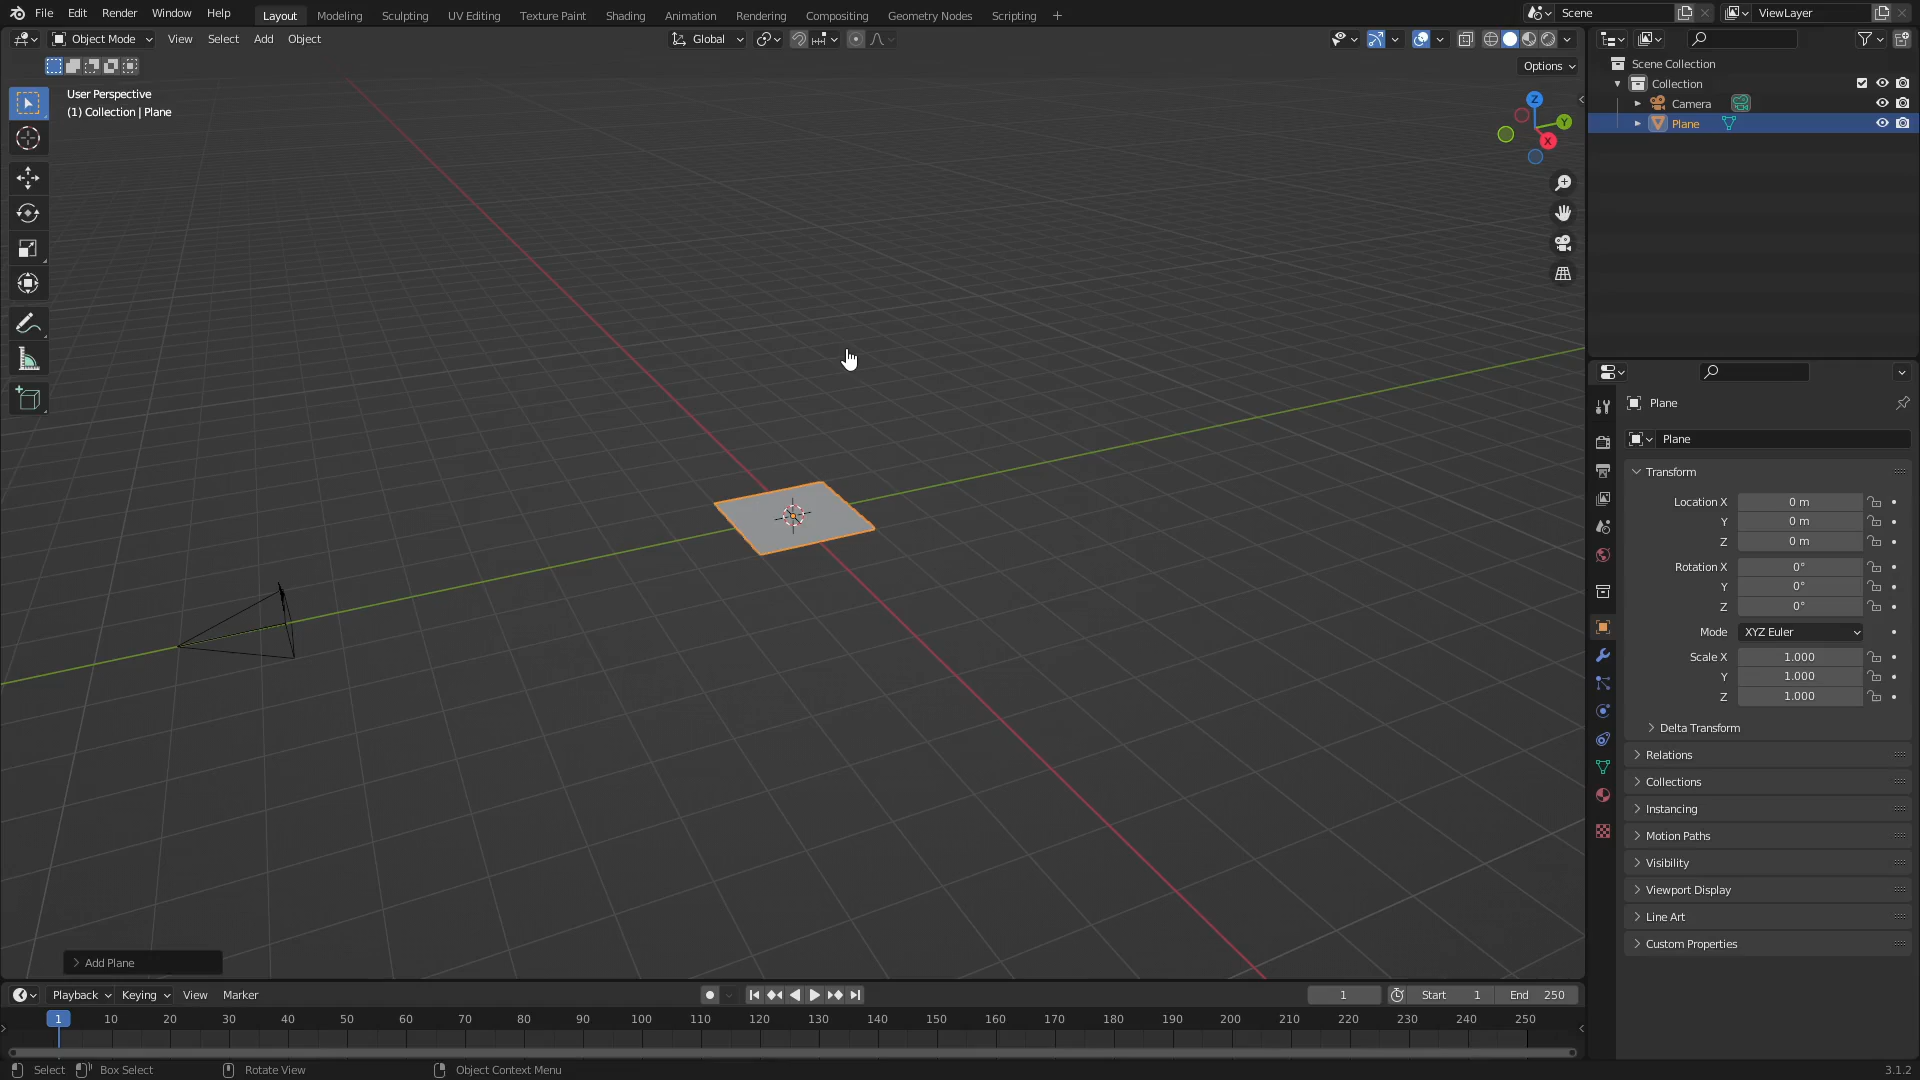 File Edit Render Window Help Layout Modeling Sculpting UV Editing Texture Paint Shading Animation Rendering Compositing Geometry Nodes Scripting + Scene ViewLayer
Object Mode View Select Add Object Global
Options
User Perspective
(1) Collection | Plane
Z
Y
X
Scene Collection
Collection
Camera
Plane
Plane
Plane
Transform
Location X 0 m
Y 0 m
Z 0 m
Rotation X 0°
Y 0°
Z 0°
Mode XYZ Euler
Scale X 1.000
Y 1.000
Z 1.000
Delta Transform
Relations
Collections
Instancing
Motion Paths
Visibility
Viewport Display
Line Art
Custom Properties
Add Plane
Playback Keying View Marker 1 Start 1 End 250
1 10 20 30 40 50 60 70 80 90 100 110 120 130 140 150 160 170 180 190 200 210 220 230 240 250
Select Box Select Rotate View Object Context Menu 3.1.2